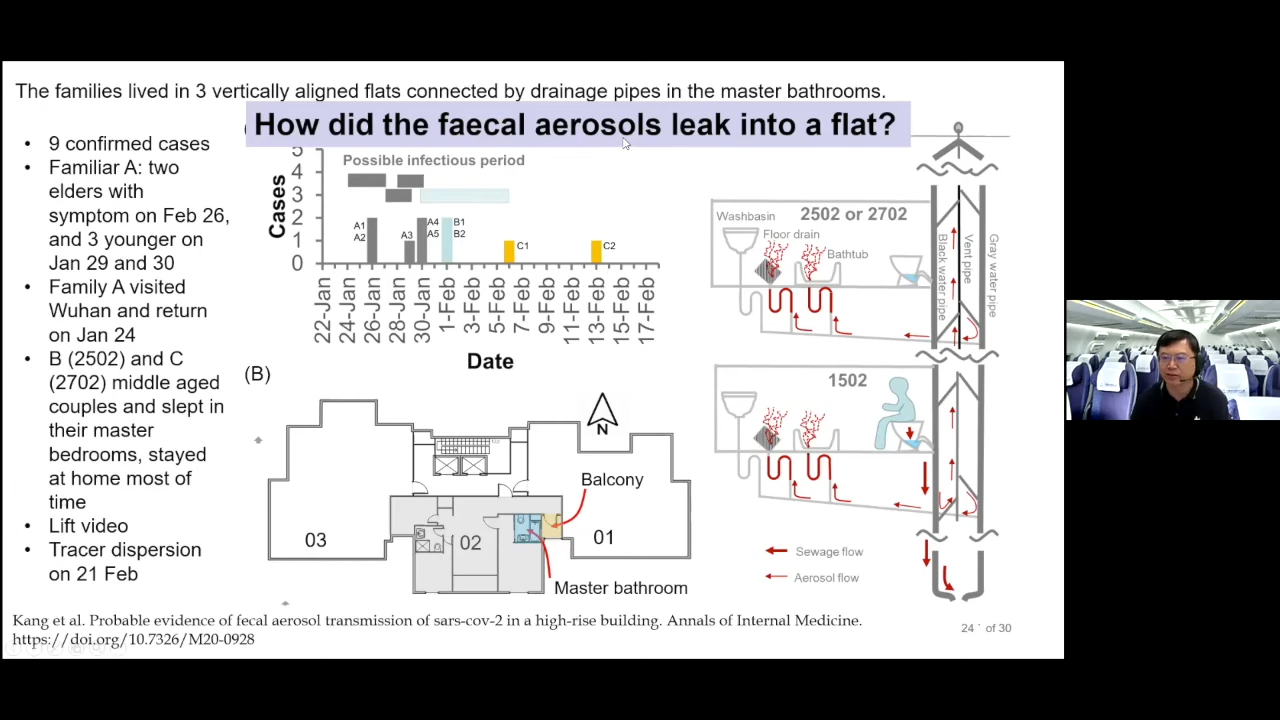 The families lived in 3 vertically aligned flats connected by drainage pipes in the master bathrooms.
How did the faecal aerosols leak into a flat?
• 9 confirmed cases
• Familiar A: two
elders with
symptom on Feb 26,
and 3 younger on
Jan 29 and 30
• Family A visited
Wuhan and return
on Jan 24
• B (2502) and C
(2702) middle aged
couples and slept in
their master
bedrooms, stayed
at home most of
time
• Lift video
• Tracer dispersion
on 21 Feb
Possible infectious period
Cases
5
4
3
2
1
0
A1
A2
A3
A4
A5
B1
B2
C1
C2
22-Jan
24-Jan
26-Jan
28-Jan
30-Jan
1-Feb
3-Feb
5-Feb
7-Feb
9-Feb
11-Feb
13-Feb
15-Feb
17-Feb
Date
(B)
N
Balcony
03
02
01
Master bathroom
Washbasin
2502 or 2702
Floor drain
Bathtub
Black water pipe
Vent pipe
Gray water pipe
1502
Sewage flow
Aerosol flow
Kang et al. Probable evidence of fecal aerosol transmission of sars-cov-2 in a high-rise building. Annals of Internal Medicine.
https://doi.org/10.7326/M20-0928
24 of 30